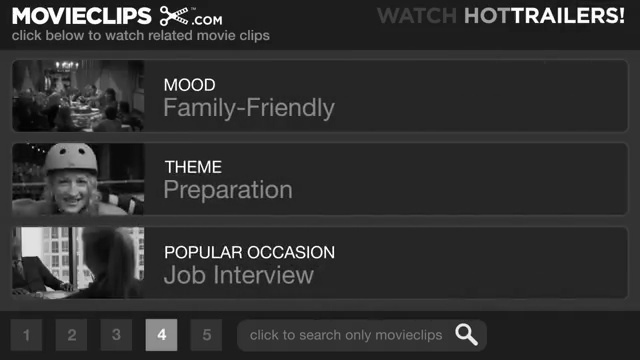 MOVIECLIPS .COM
WATCH HOTTRAILERS!
click below to watch related movie clips
MOOD
Family-Friendly
THEME
Preparation
POPULAR OCCASION
Job Interview
1 2 3 4 5 click to search only movieclips